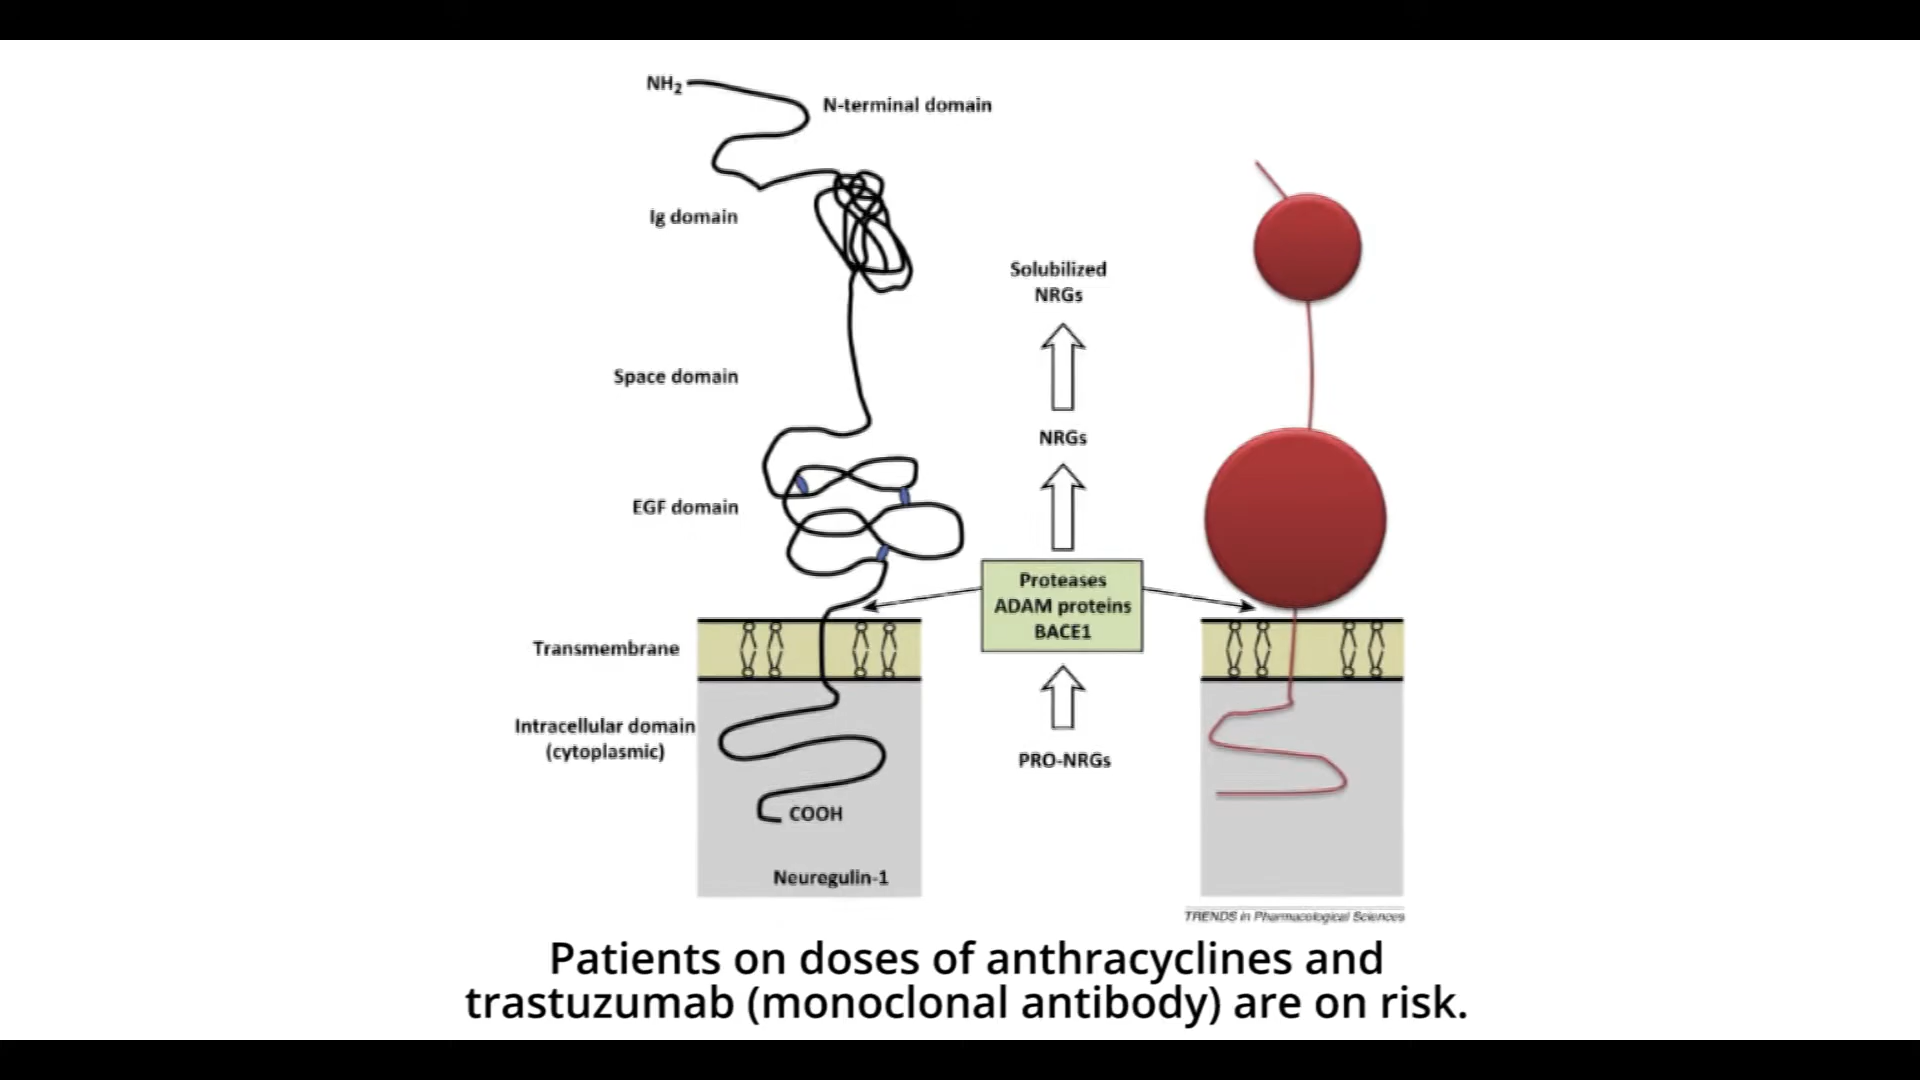 NH₂
N-terminal domain
Ig domain
Space domain
EGF domain
Transmembrane
Intracellular domain
(cytoplasmic)
COOH
Neuregulin-1
Solubilized
NRGs
NRGs
Proteases
ADAM proteins
BACE1
PRO-NRGs
TRENDS in Pharmacological Sciences
Patients on doses of anthracyclines and
trastuzumab (monoclonal antibody) are on risk.